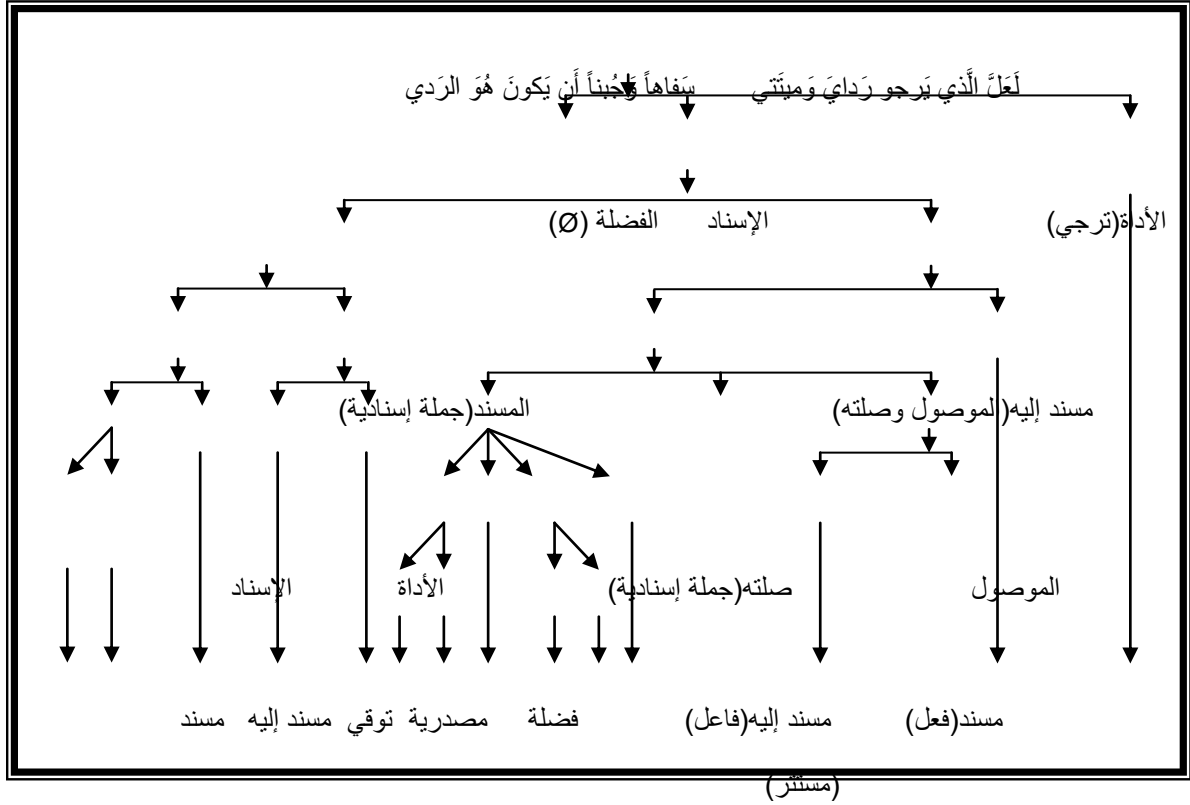 لَعَلَّ الَّذي يَرجو رَدايَ وَميتَتي سَفاهاً وَجُبناً أَن يَكونَ هُوَ الرَدي
الأداة(ترجي) الإسناد الفضلة (Ø)
مسند إليه(الموصول وصلته) المسند(جملة إسنادية)
الموصول صلته(جملة إسنادية) الأداة الإسناد
مسند(فعل) مسند إليه(فاعل) فضلة مصدرية توقي مسند إليه مسند
(مستتر)